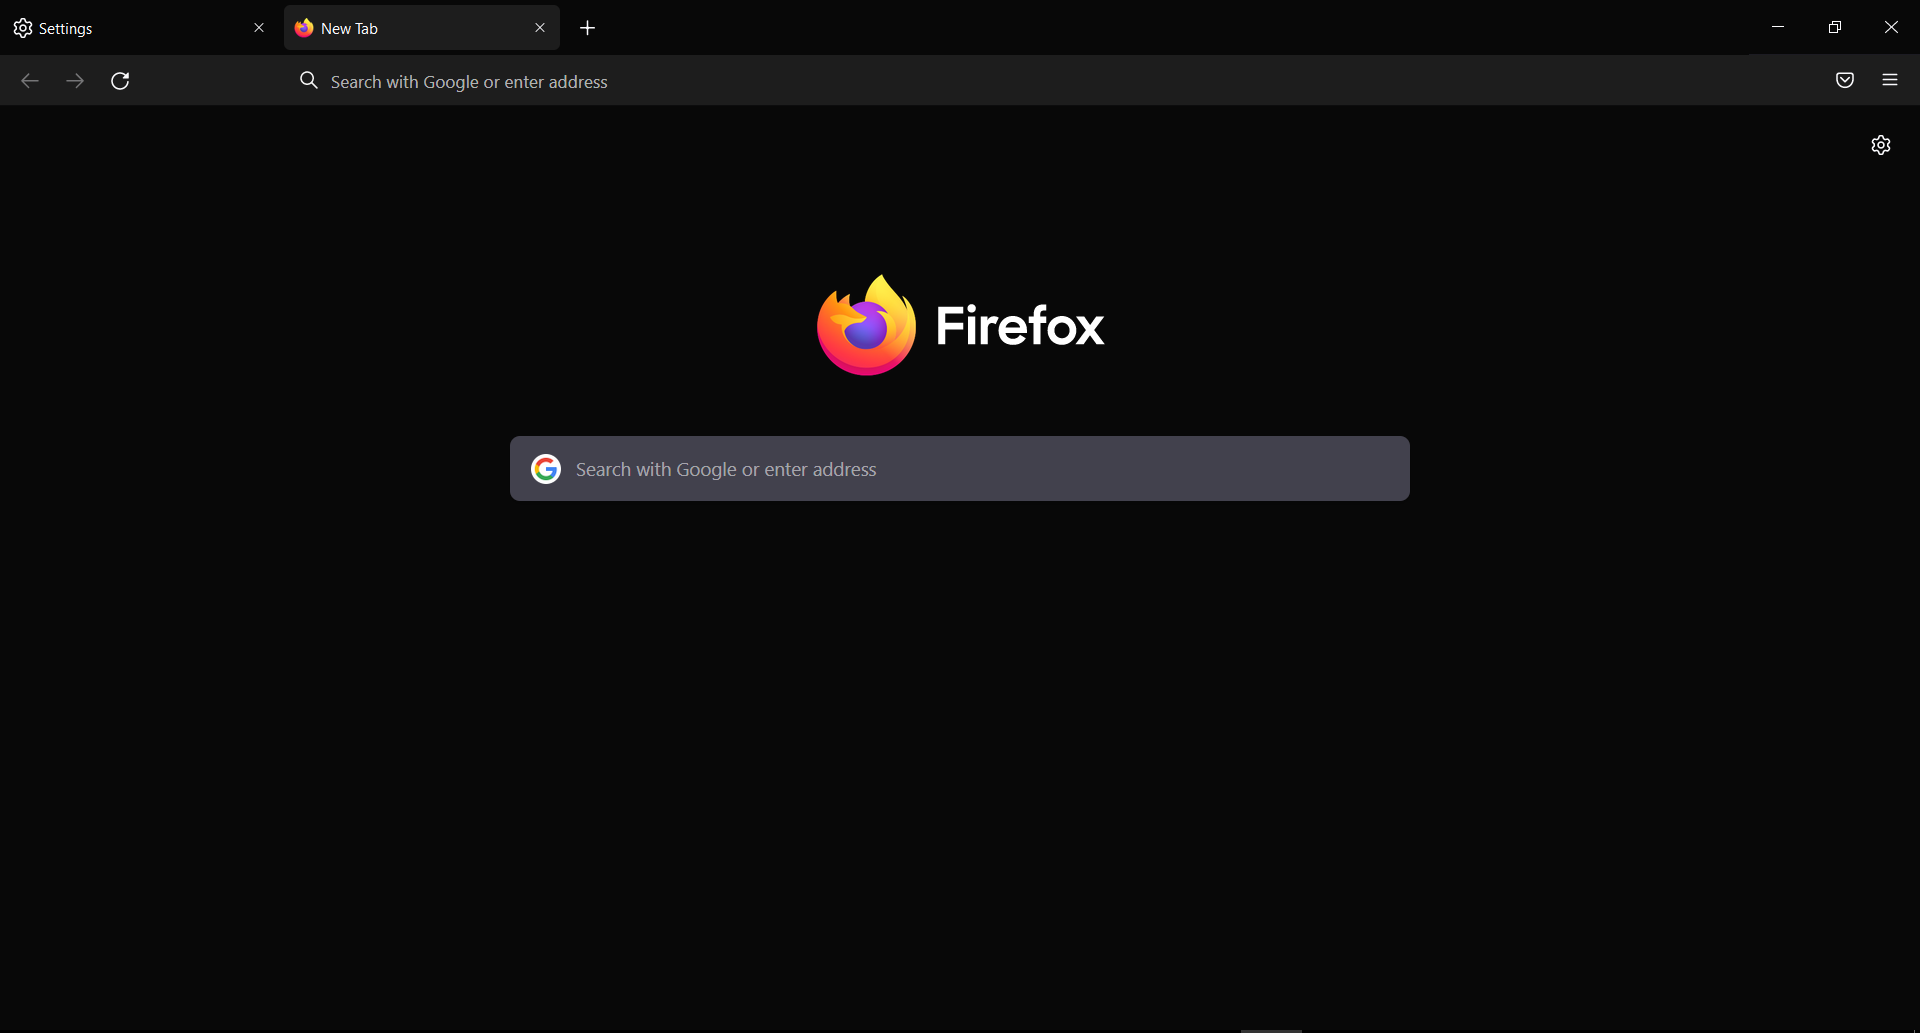 Settings
New Tab
Search with Google or enter address
Firefox
Search with Google or enter address